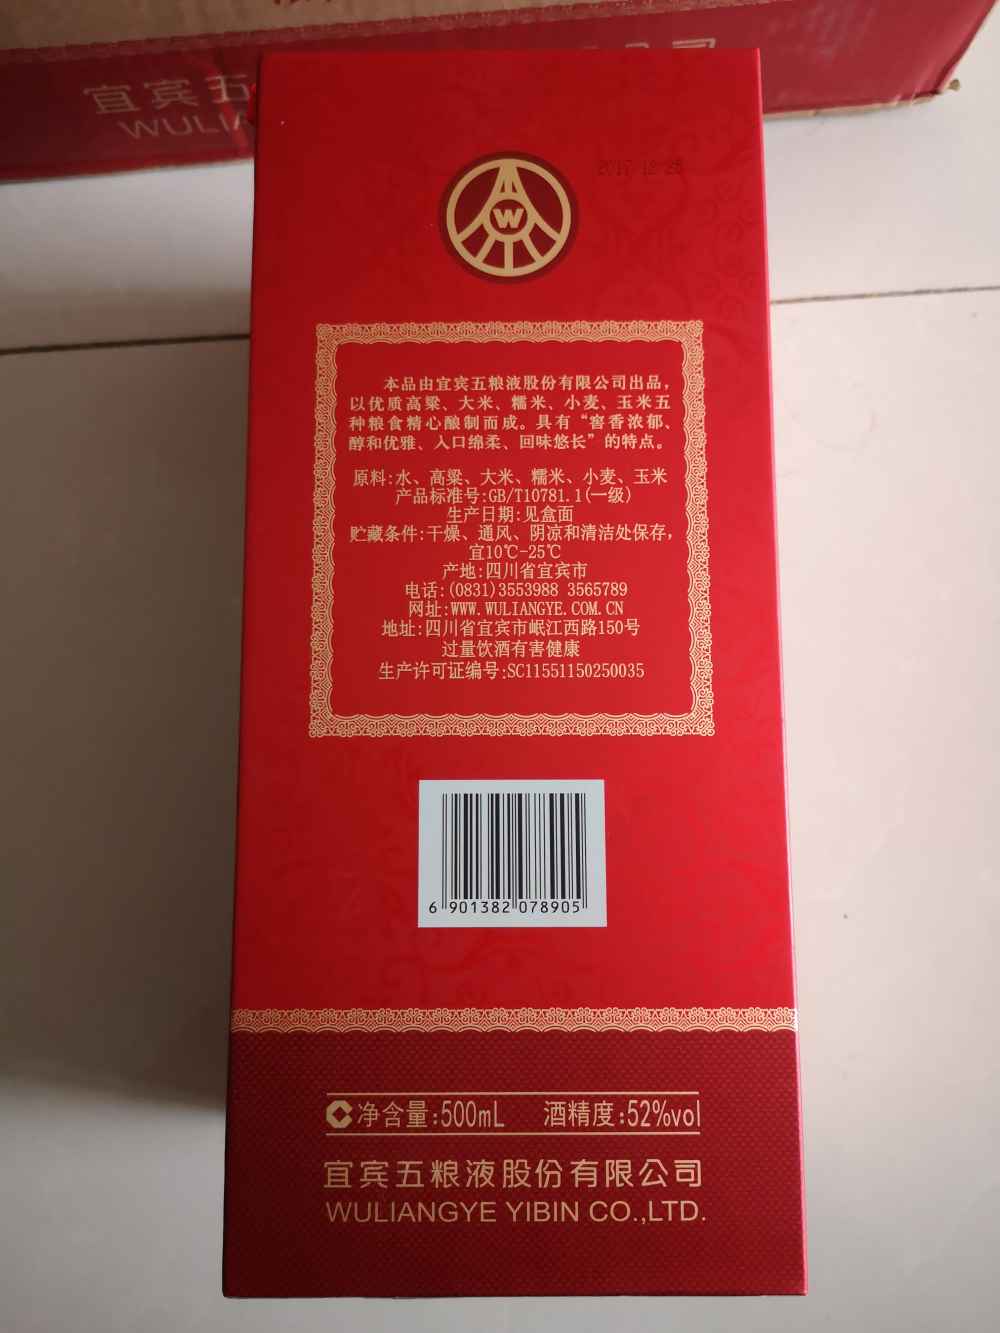 宜宾五
WULIA
公司
2017 12 25
W
本品由宜宾五粮液股份有限公司出品，
以优质高粱、大米、糯米、小麦、玉米五
种粮食精心酿制而成。具有“窖香浓郁、
醇和优雅、入口绵柔、回味悠长”的特点。
原料:水、高粱、大米、糯米、小麦、玉米
产品标准号:GB/T10781.1(一级)
生产日期:见盒面
贮藏条件:干燥、通风、阴凉和清洁处保存，
宜10℃-25℃
产地:四川省宜宾市
电话:(0831)3553988 3565789
网址:WWW.WULIANGYE.COM.CN
地址:四川省宜宾市岷江西路150号
过量饮酒有害健康
生产许可证编号:SC11551150250035
6 901382 078905
净含量:500mL 酒精度:52%vol
宜宾五粮液股份有限公司
WULIANGYE YIBIN CO.,LTD.